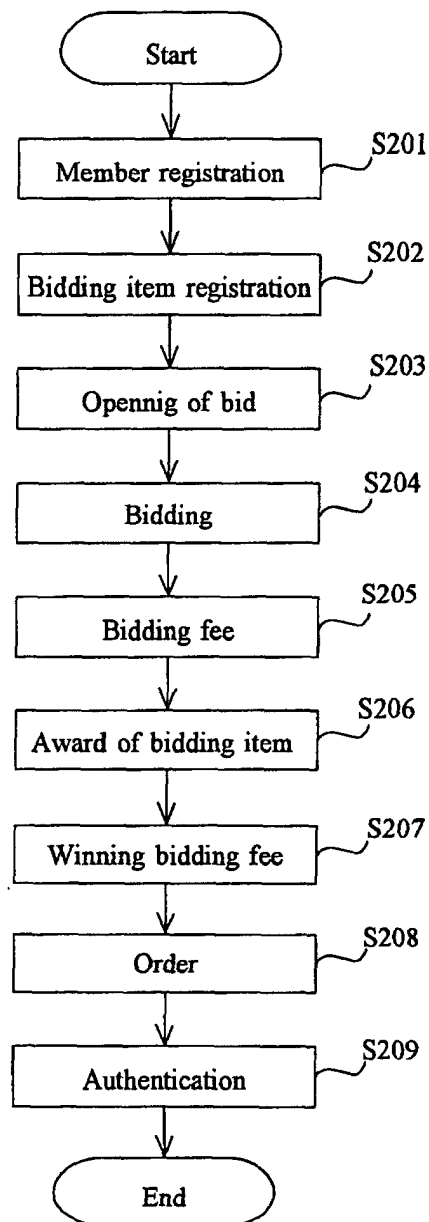 Start
S201
Member registration
S202
Bidding item registration
S203
Opennig of bid
S204
Bidding
S205
Bidding fee
S206
Award of bidding item
S207
Winning bidding fee
S208
Order
S209
Authentication
End